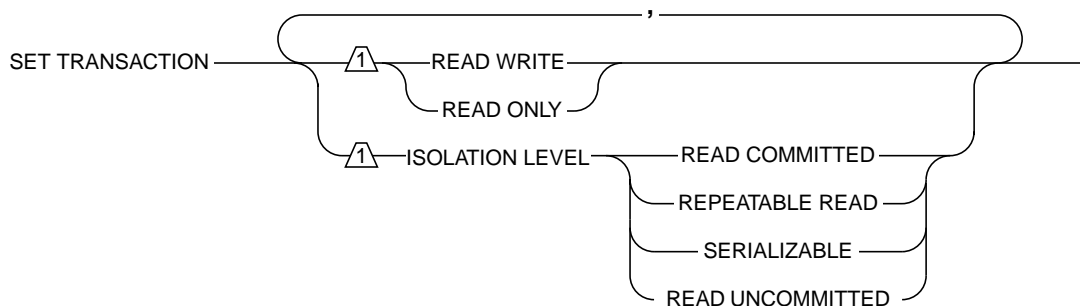 ,
SET TRANSACTION 1 READ WRITE
READ ONLY
1 ISOLATION LEVEL READ COMMITTED
REPEATABLE READ
SERIALIZABLE
READ UNCOMMITTED